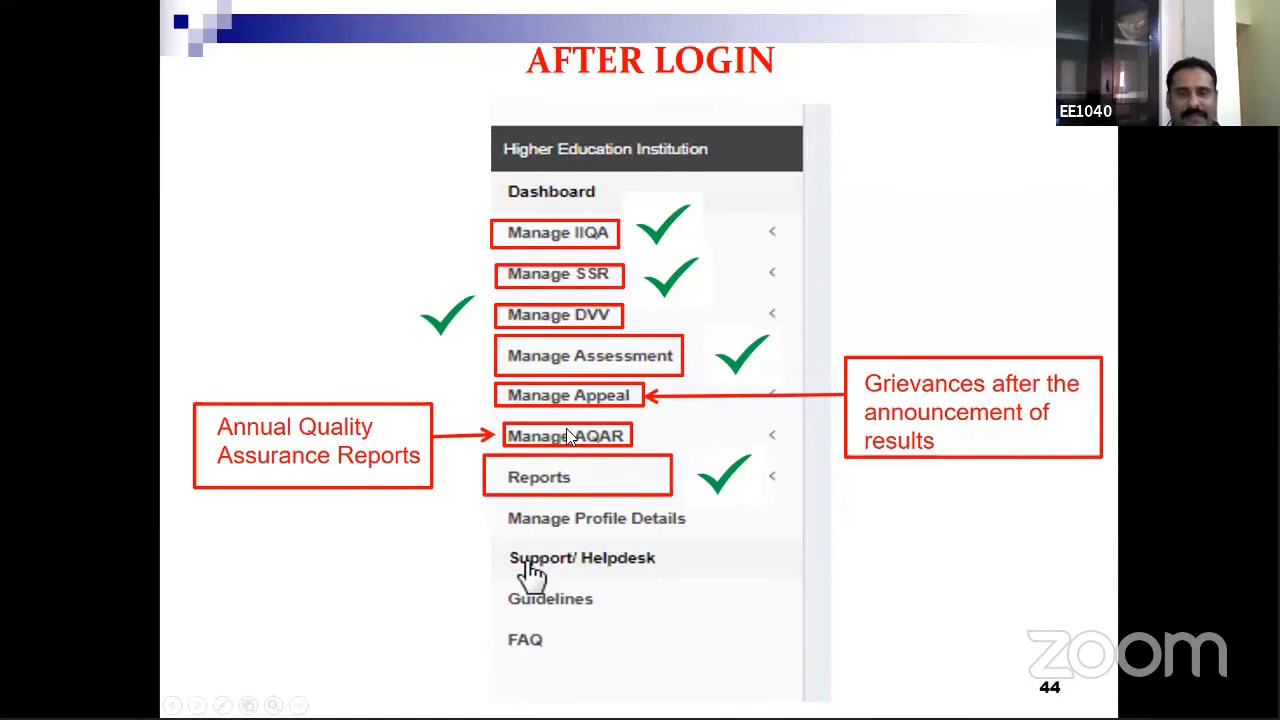 AFTER LOGIN
EE1040
Higher Education Institution
Dashboard
Manage IIQA
Manage SSR
Manage DVV
Manage Assessment
Manage Appeal
Grievances after the
announcement of
results
Annual Quality
Assurance Reports
Manage AQAR
Reports
Manage Profile Details
Support/ Helpdesk
Guidelines
FAQ
zoom
44